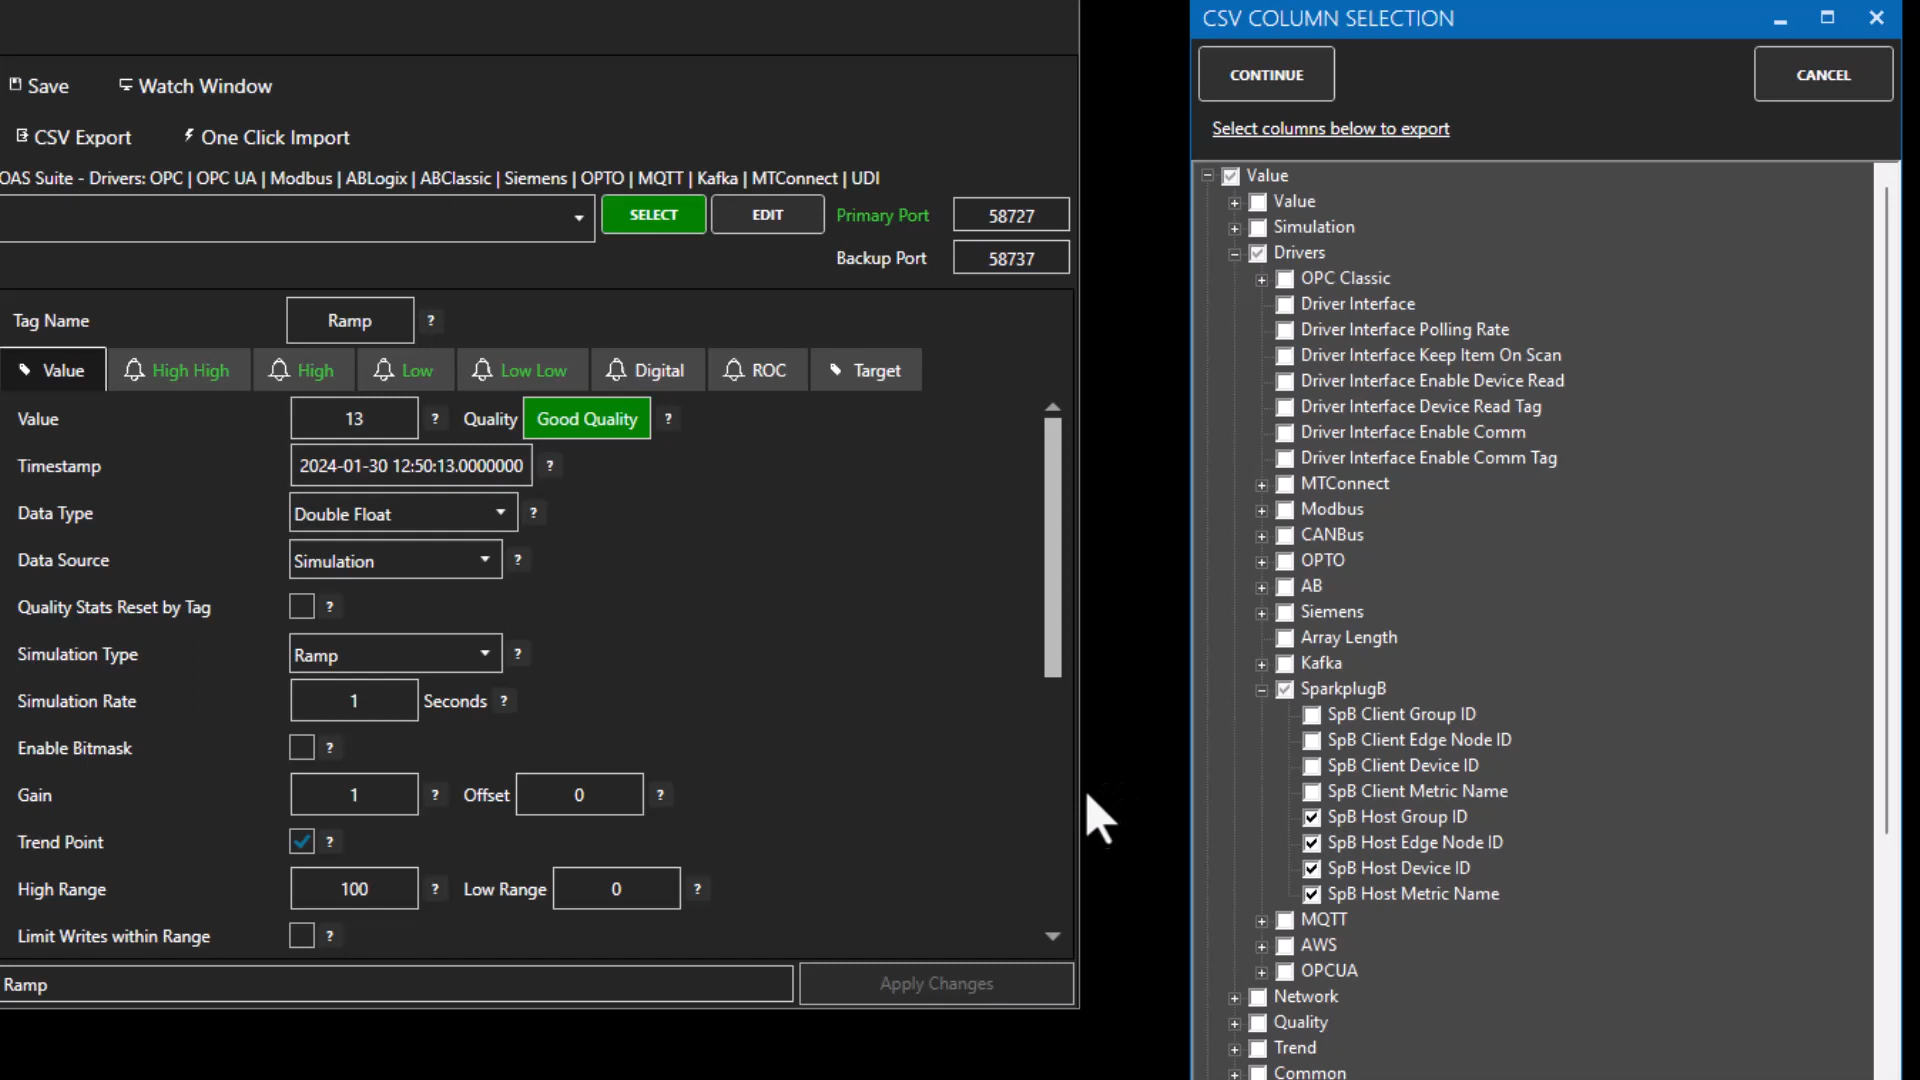 Save
Watch Window
CSV Export
One Click Import
OAS Suite - Drivers: OPC | OPC UA | Modbus | ABLogix | ABClassic | Siemens | OPTO | MQTT | Kafka | MTConnect | UDI
SELECT
EDIT
Primary Port
58727
Backup Port
58737
Tag Name
Ramp
?
Value
High High
High
Low
Low Low
Digital
ROC
Target
Value
13
?
Quality
Good Quality
?
Timestamp
2024-01-30 12:50:13.0000000
?
Data Type
Double Float
?
Data Source
Simulation
?
Quality Stats Reset by Tag
?
Simulation Type
Ramp
?
Simulation Rate
1
Seconds
?
Enable Bitmask
?
Gain
1
?
Offset
0
?
Trend Point
?
High Range
100
?
Low Range
0
?
Limit Writes within Range
?
Ramp
Apply Changes
CSV COLUMN SELECTION
CONTINUE
CANCEL
Select columns below to export
Value
Value
Simulation
Drivers
OPC Classic
Driver Interface
Driver Interface Polling Rate
Driver Interface Keep Item On Scan
Driver Interface Enable Device Read
Driver Interface Device Read Tag
Driver Interface Enable Comm
Driver Interface Enable Comm Tag
MTConnect
Modbus
CANBus
OPTO
AB
Siemens
Array Length
Kafka
SparkplugB
SpB Client Group ID
SpB Client Edge Node ID
SpB Client Device ID
SpB Client Metric Name
SpB Host Group ID
SpB Host Edge Node ID
SpB Host Device ID
SpB Host Metric Name
MQTT
AWS
OPCUA
Network
Quality
Trend
Common